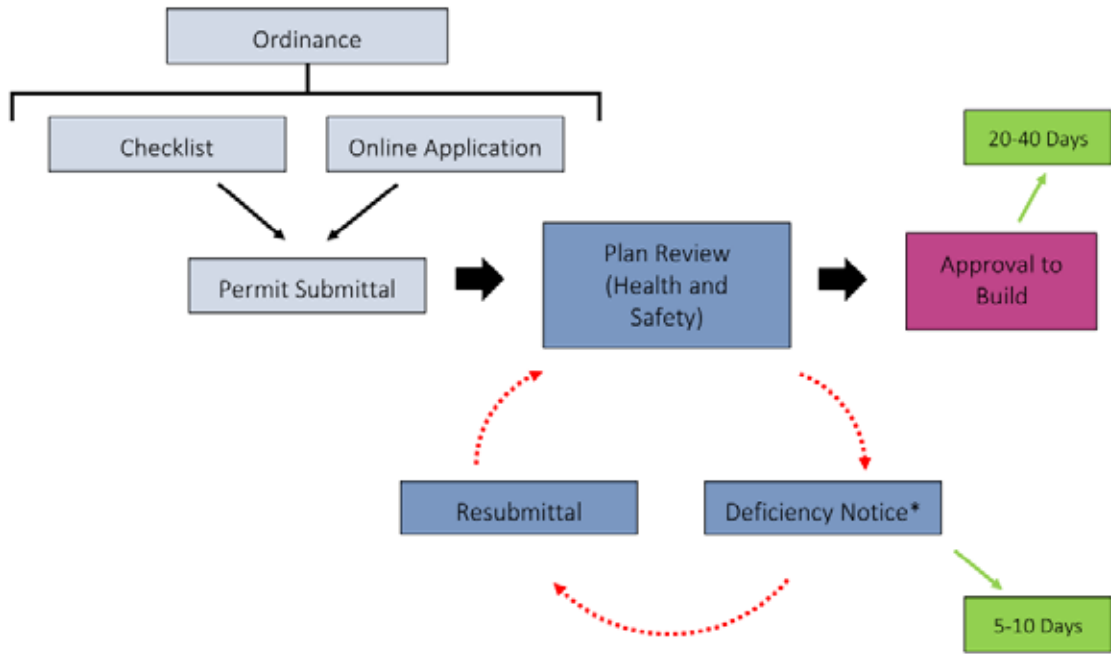 Ordinance
Checklist
Online Application
20-40 Days
Permit Submittal
Plan Review
(Health and
Safety)
Approval to
Build
Resubmittal
Deficiency Notice*
5-10 Days